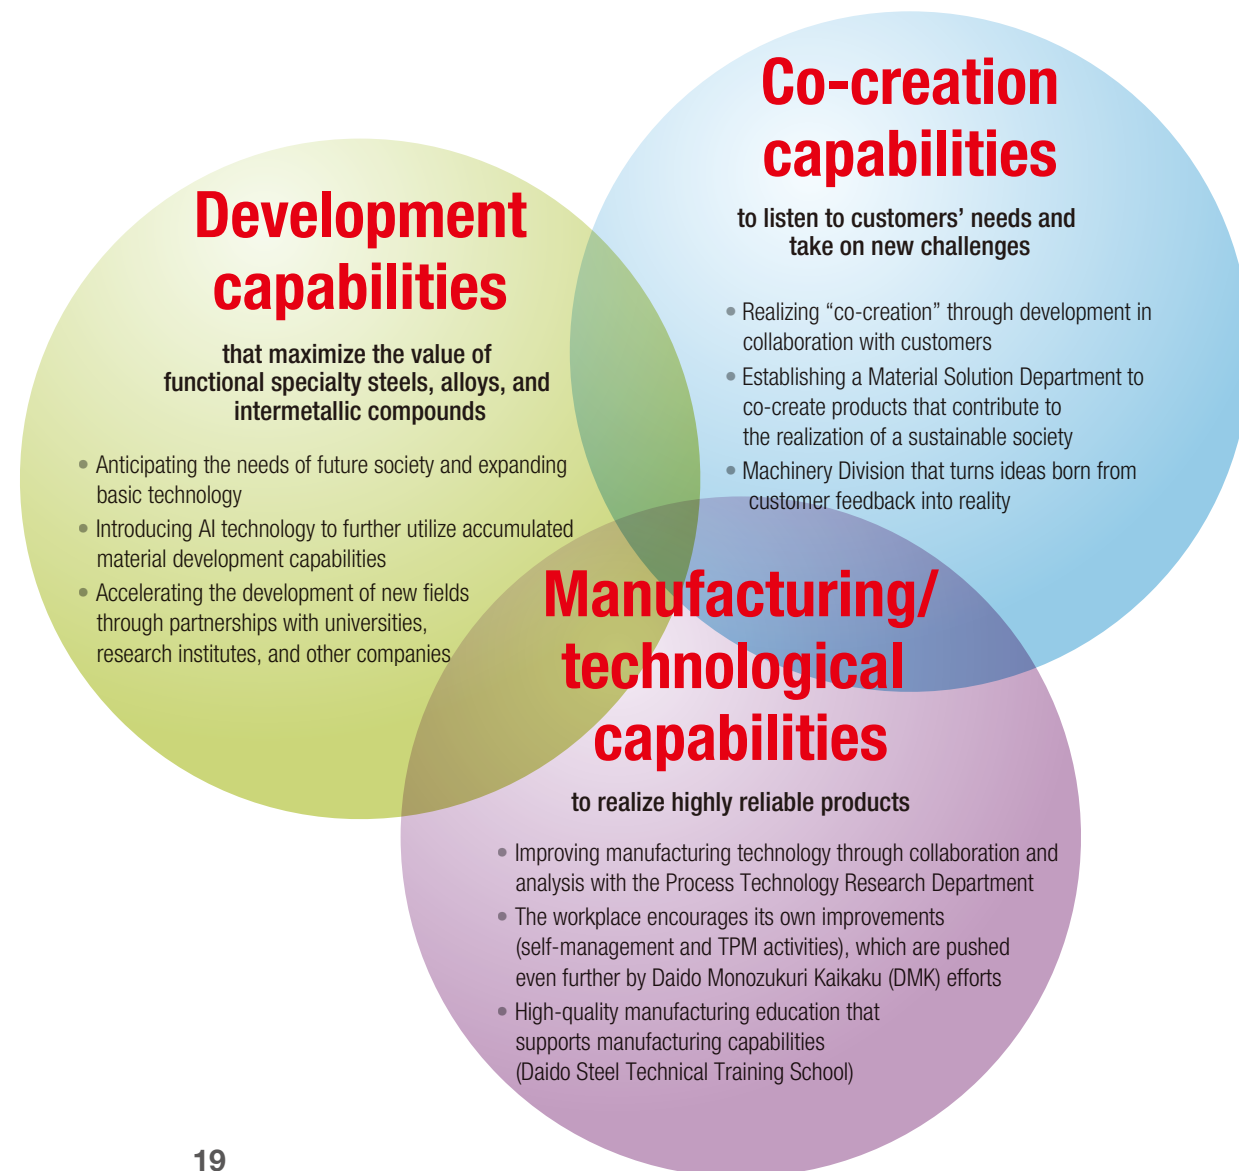 Development
capabilities
that maximize the value of
functional specialty steels, alloys, and
intermetallic compounds
• Anticipating the needs of future society and expanding
basic technology
• Introducing AI technology to further utilize accumulated
material development capabilities
• Accelerating the development of new fields
through partnerships with universities,
research institutes, and other companies
Co-creation
capabilities
to listen to customers’ needs and
take on new challenges
• Realizing “co-creation” through development in
collaboration with customers
• Establishing a Material Solution Department to
co-create products that contribute to
the realization of a sustainable society
• Machinery Division that turns ideas born from
customer feedback into reality
Manufacturing/
technological
capabilities
to realize highly reliable products
• Improving manufacturing technology through collaboration and
analysis with the Process Technology Research Department
• The workplace encourages its own improvements
(self-management and TPM activities), which are pushed
even further by Daido Monozukuri Kaikaku (DMK) efforts
• High-quality manufacturing education that
supports manufacturing capabilities
(Daido Steel Technical Training School)
19